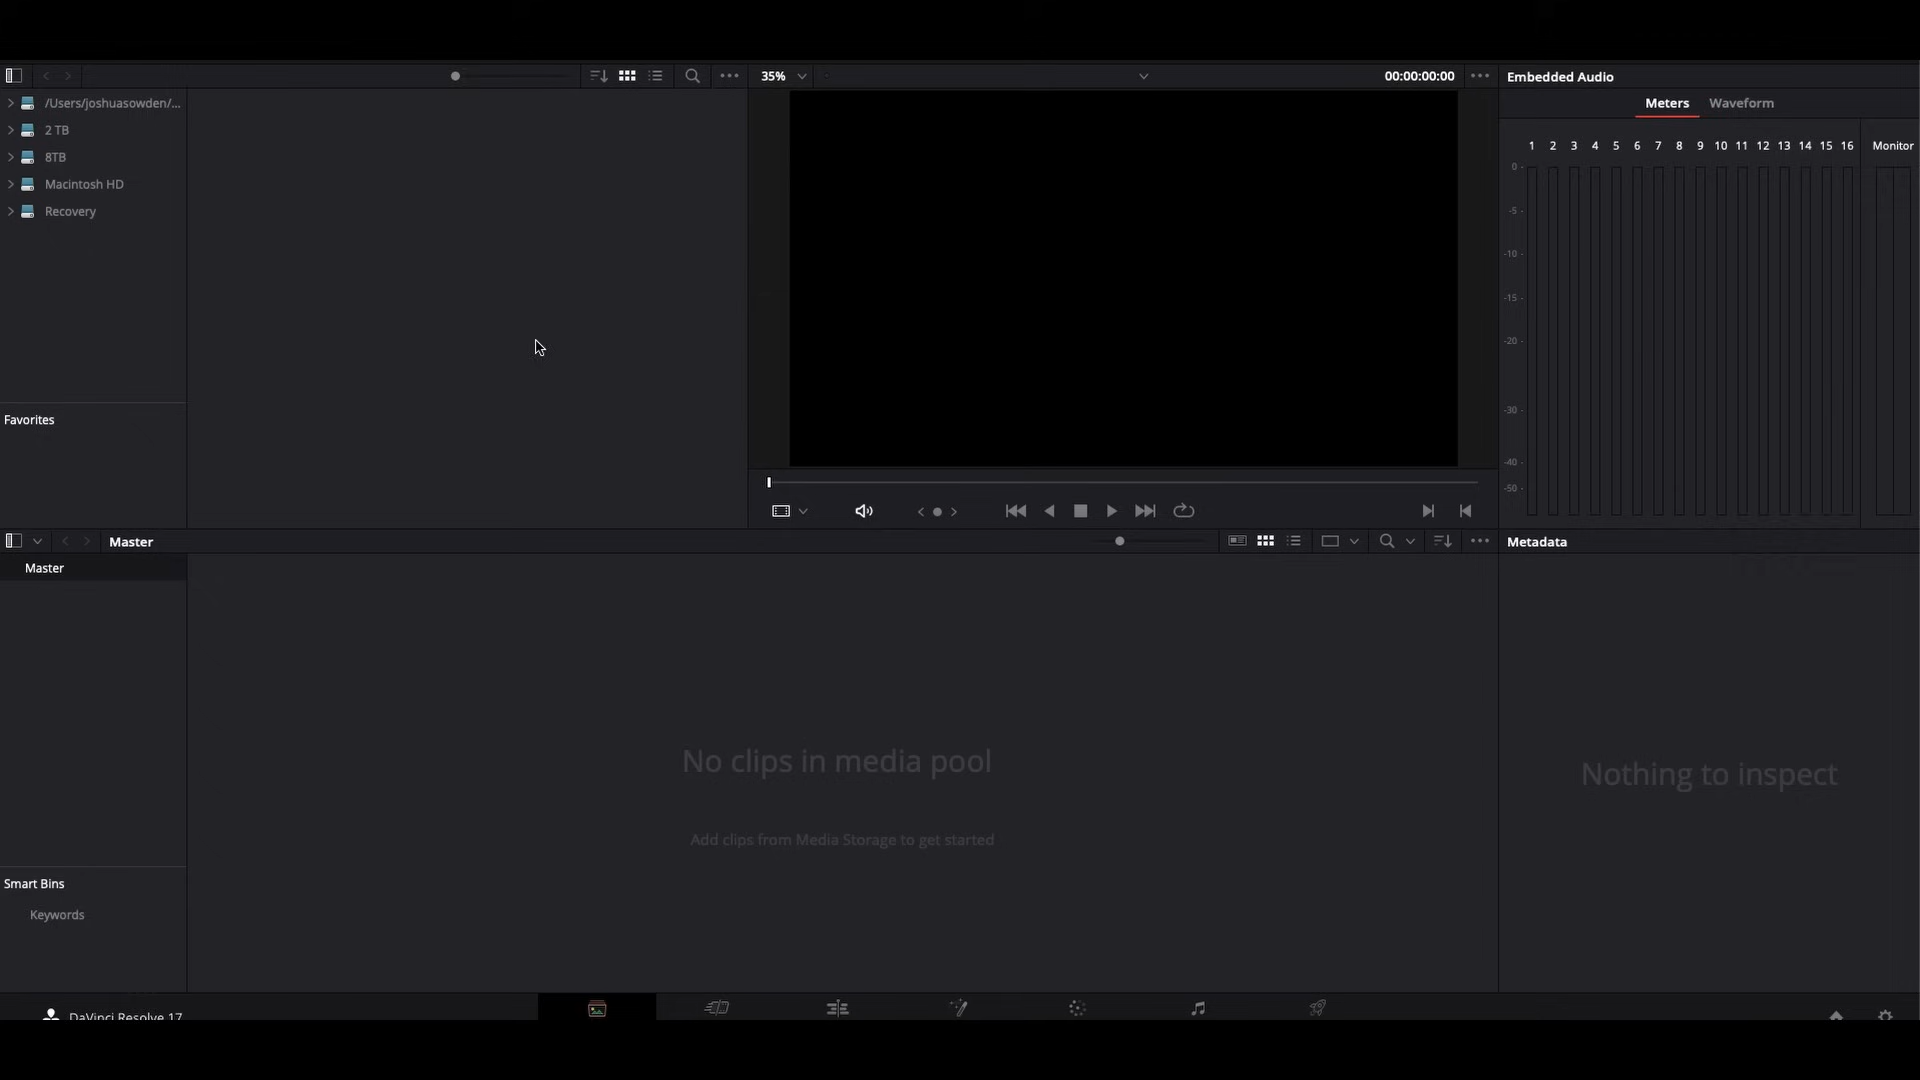 35%
00:00:00:00
Embedded Audio
/Users/joshuasowden/...
2 TB
8TB
Macintosh HD
Recovery
Meters
Waveform
1 2 3 4 5 6 7 8 9 10 11 12 13 14 15 16 Monitor
0
-5
-10
-15
-20
-30
-40
-50
Favorites
Master
Metadata
Master
No clips in media pool
Add clips from Media Storage to get started
Nothing to inspect
Smart Bins
Keywords
DaVinci Resolve 17